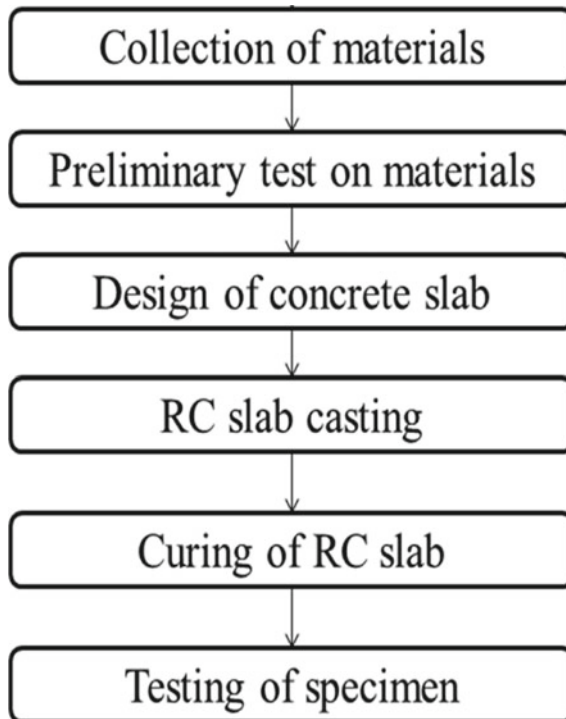 Collection of materials
Preliminary test on materials
Design of concrete slab
RC slab casting
Curing of RC slab
Testing of specimen